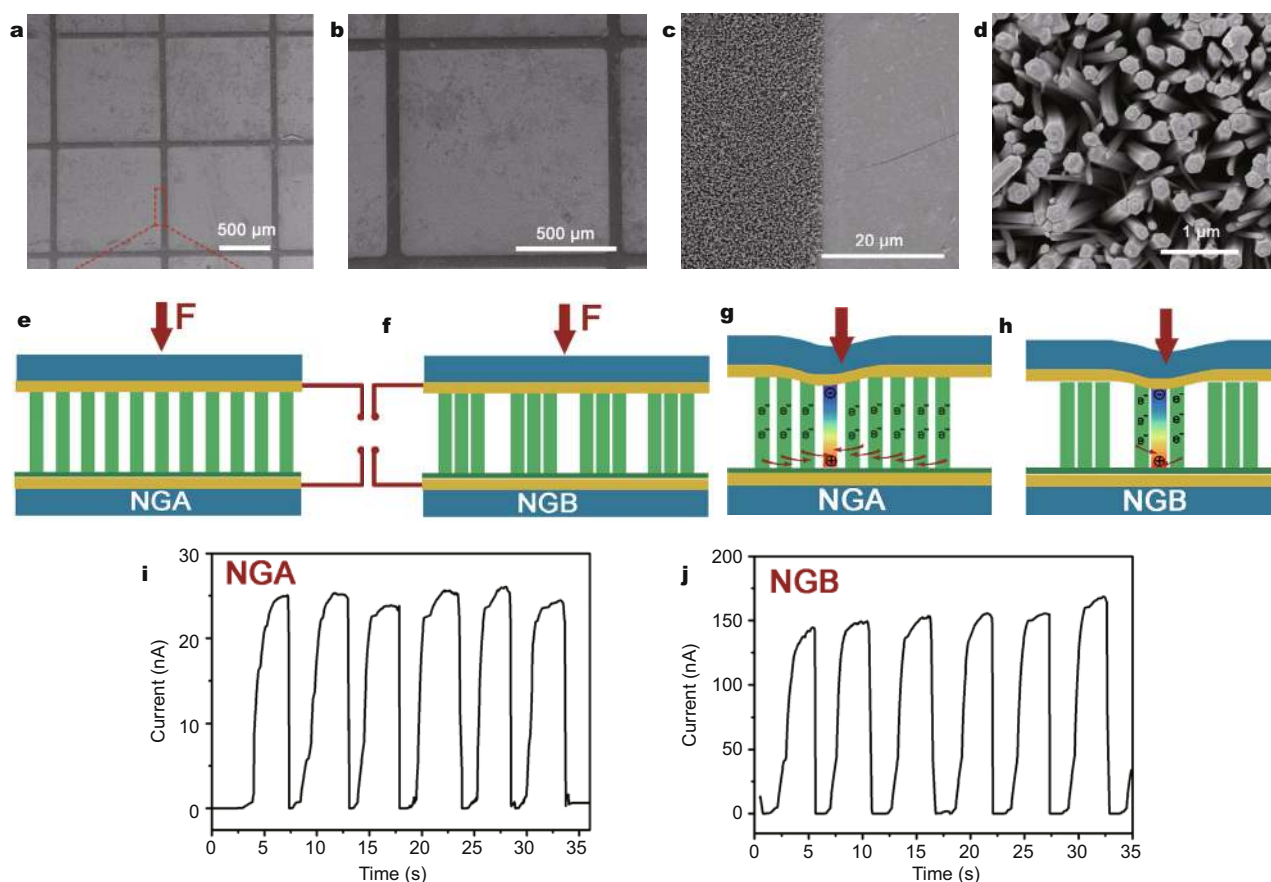 a
b
c
d
500 µm
500 µm
20 µm
1 µm
e
F
f
F
g
h
NGA
NGB
e⁻ e⁻ e⁻ e⁻ e⁻ e⁻ e⁻
e⁻ e⁻ e⁻ e⁻ e⁻ e⁻ e⁻
⊖
⊕
NGA
e⁻ e⁻
e⁻ e⁻
e⁻ e⁻
⊖
⊕
NGB
i
NGA
Current (nA)
30
20
10
0
0 5 10 15 20 25 30 35
Time (s)
j
NGB
Current (nA)
200
150
100
50
0
0 5 10 15 20 25 30 35
Time (s)